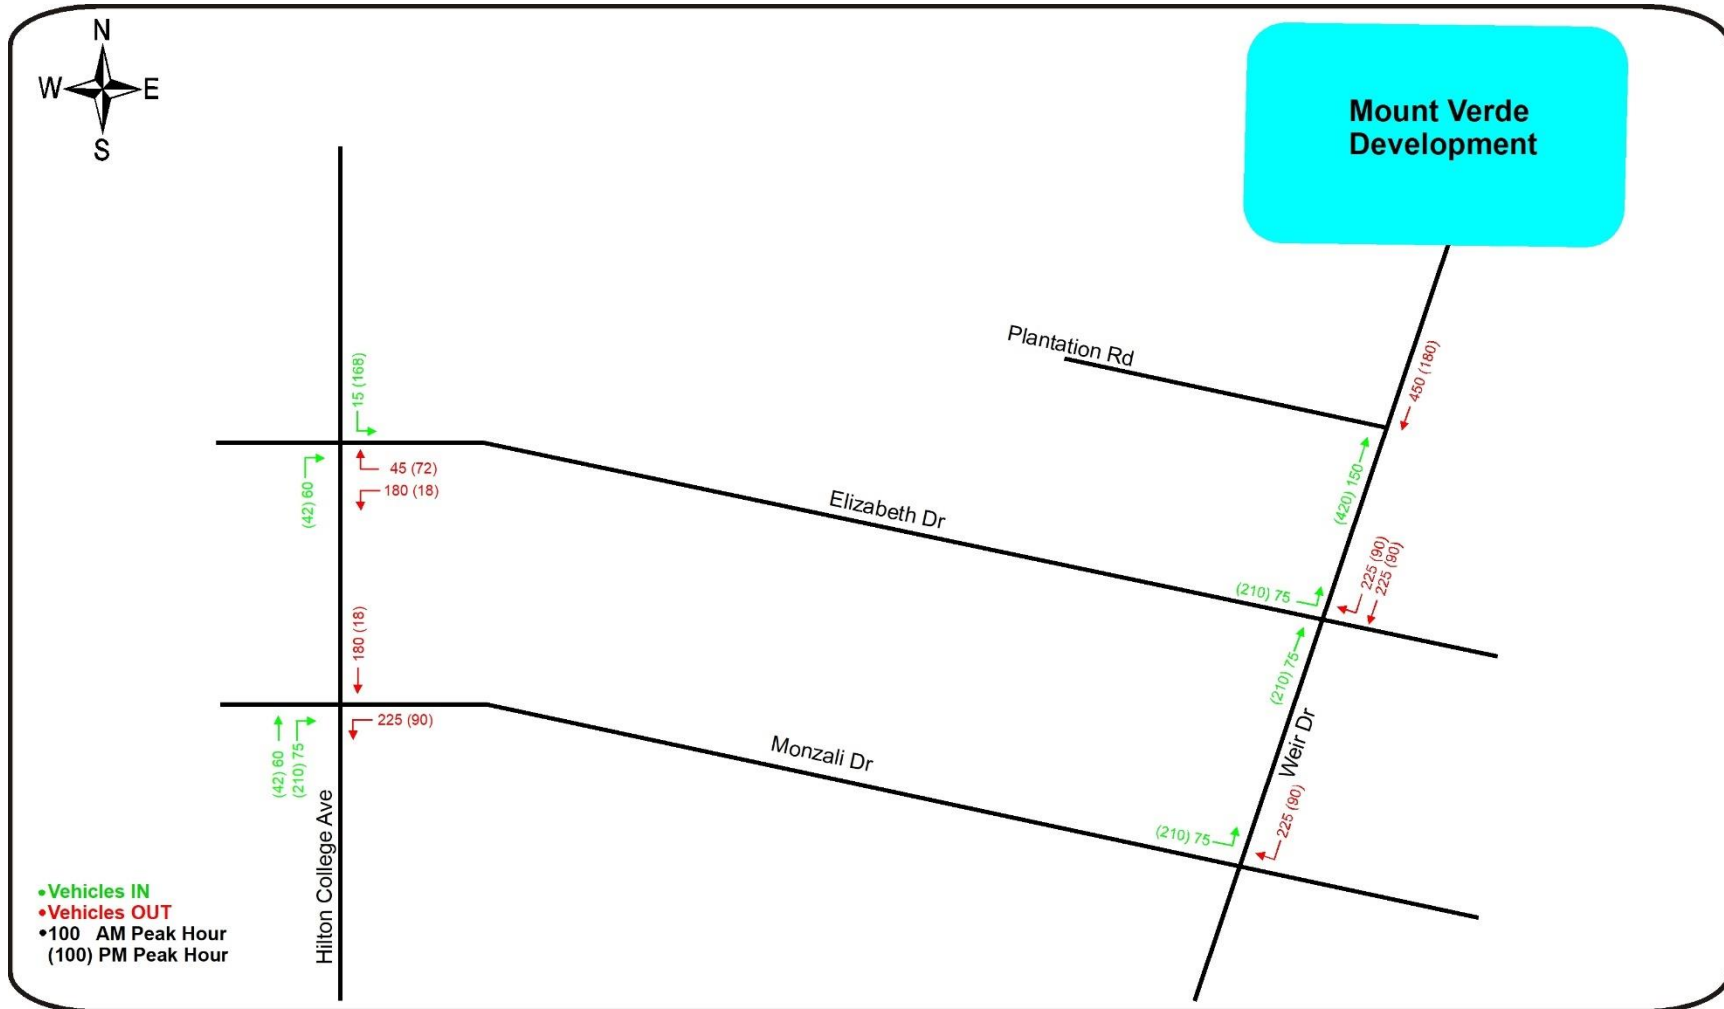 N
W E
S
Mount Verde
Development
Plantation Rd
450 (180)
15 (168)
45 (72)
180 (18)
(42) 60
Elizabeth Dr
(420) 150
225 (90)
225 (90)
(210) 75
(210) 75
180 (18)
225 (90)
(42) 60
(210) 75
Monzali Dr
Weir Dr
225 (90)
(210) 75
Hilton College Ave
•Vehicles IN
•Vehicles OUT
•100 AM Peak Hour
(100) PM Peak Hour